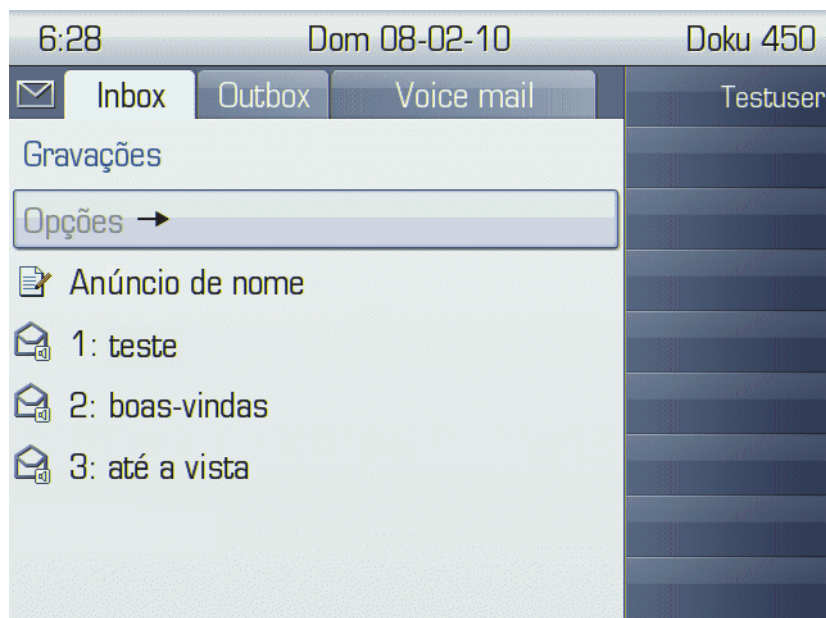 6:28 Dom 08-02-10 Doku 450
Inbox Outbox Voice mail Testuser
Gravações
Opções →
Anúncio de nome
1: teste
2: boas-vindas
3: até a vista